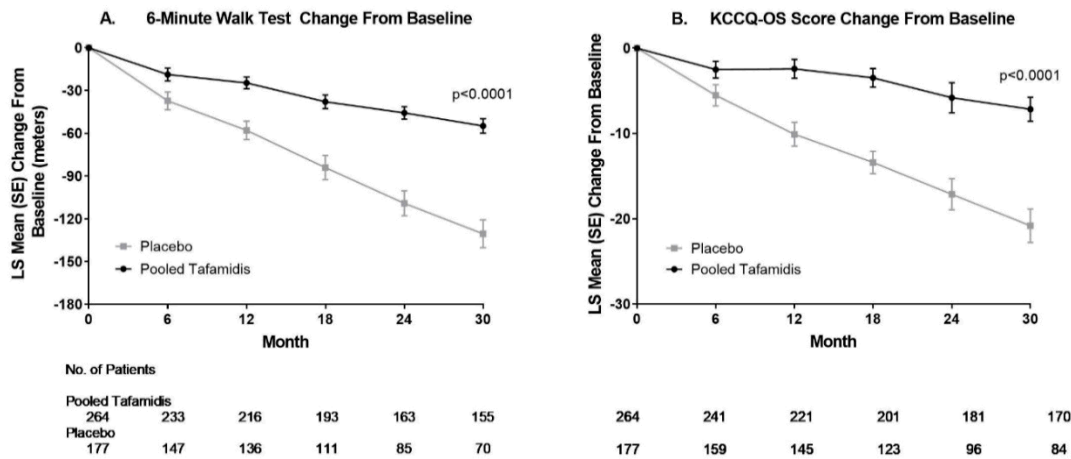 A. 6-Minute Walk Test Change From Baseline
LS Mean (SE) Change From
Baseline (meters)
0
-30
-60
-90
-120
-150
-180
p<0.0001
Placebo
Pooled Tafamidis
0 6 12 18 24 30
Month
B. KCCQ-OS Score Change From Baseline
LS Mean (SE) Change From Baseline
0
-10
-20
-30
p<0.0001
Placebo
Pooled Tafamidis
0 6 12 18 24 30
Month
No. of Patients
Pooled Tafamidis
264 233 216 193 163 155 264 241 221 201 181 170
Placebo
177 147 136 111 85 70 177 159 145 123 96 84